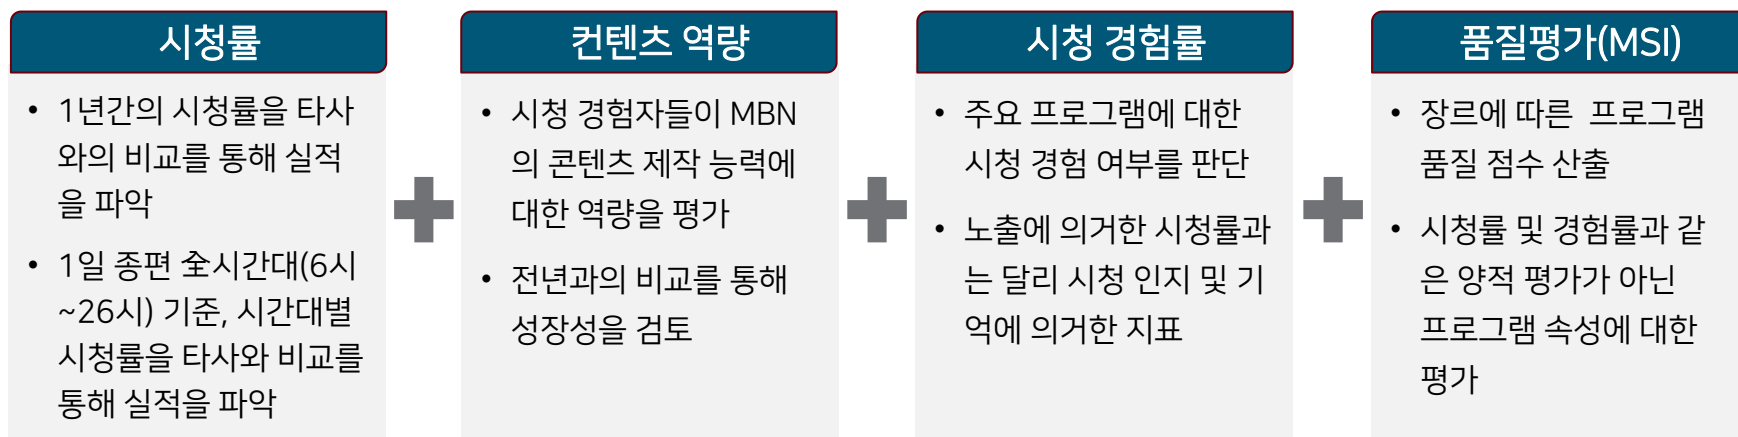 시청률
• 1년간의 시청률을 타사
와의 비교를 통해 실적
을 파악
• 1일 종편 全시간대(6시
~26시) 기준, 시간대별
시청률을 타사와 비교를
통해 실적을 파악
컨텐츠 역량
• 시청 경험자들이 MBN
의 콘텐츠 제작 능력에
대한 역량을 평가
• 전년과의 비교를 통해
성장성을 검토
시청 경험률
• 주요 프로그램에 대한
시청 경험 여부를 판단
• 노출에 의거한 시청률과
는 달리 시청 인지 및 기
억에 의거한 지표
품질평가(MSI)
• 장르에 따른 프로그램
품질 점수 산출
• 시청률 및 경험률과 같
은 양적 평가가 아닌
프로그램 속성에 대한
평가